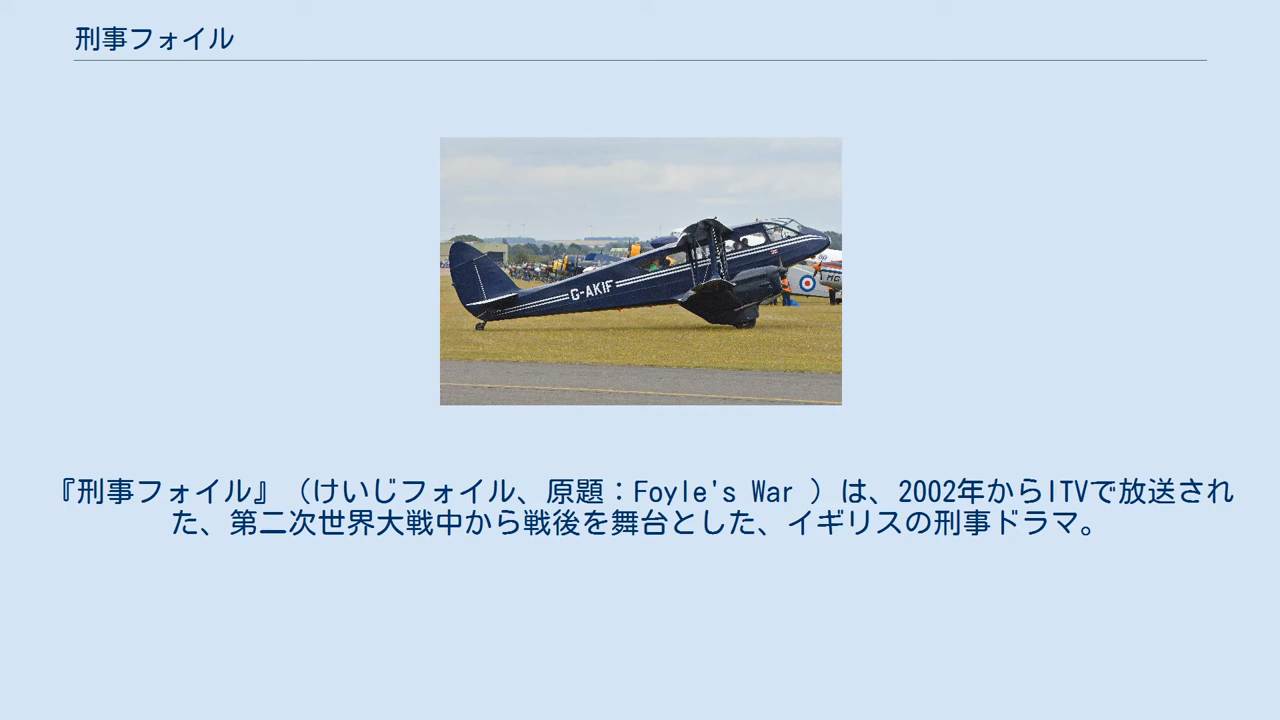 刑事フォイル
G-AKIF
MG
『刑事フォイル』（けいじフォイル、原題：Foyle's War ）は、2002年からITVで放送され
た、第二次世界大戦中から戦後を舞台とした、イギリスの刑事ドラマ。